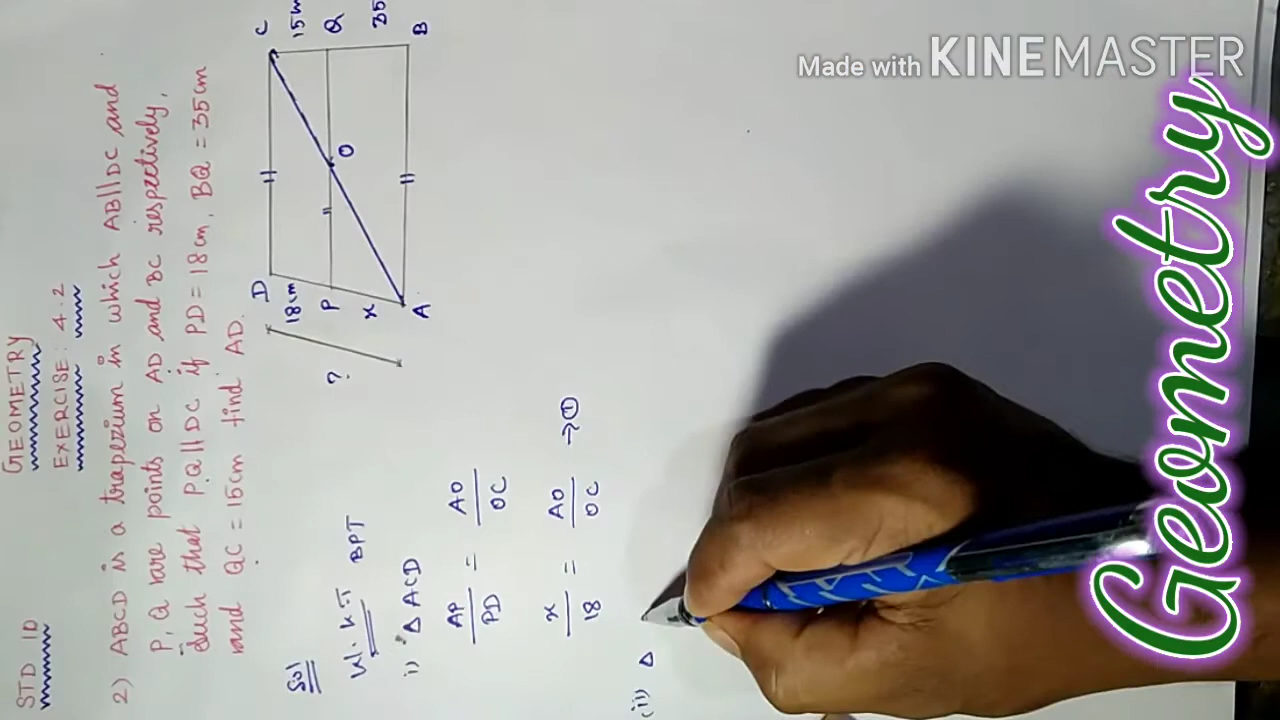 STD 10
GEOMETRY
EXERCISE: 4.2
2) ABCD is a trapezium in which AB||DC and
P, Q are points on AD and BC respectively,
such that PQ||DC if PD = 18cm, BQ = 35cm
and QC = 15cm find AD.
D C
18cm 15cm
P O Q
x 35
A B
?
Sol
W.K.T BPT
i) Δ ACD
AP/PD = AO/OC
x/18 = AO/OC → ①
(ii) Δ
Made with KINEMASTER
Geometry